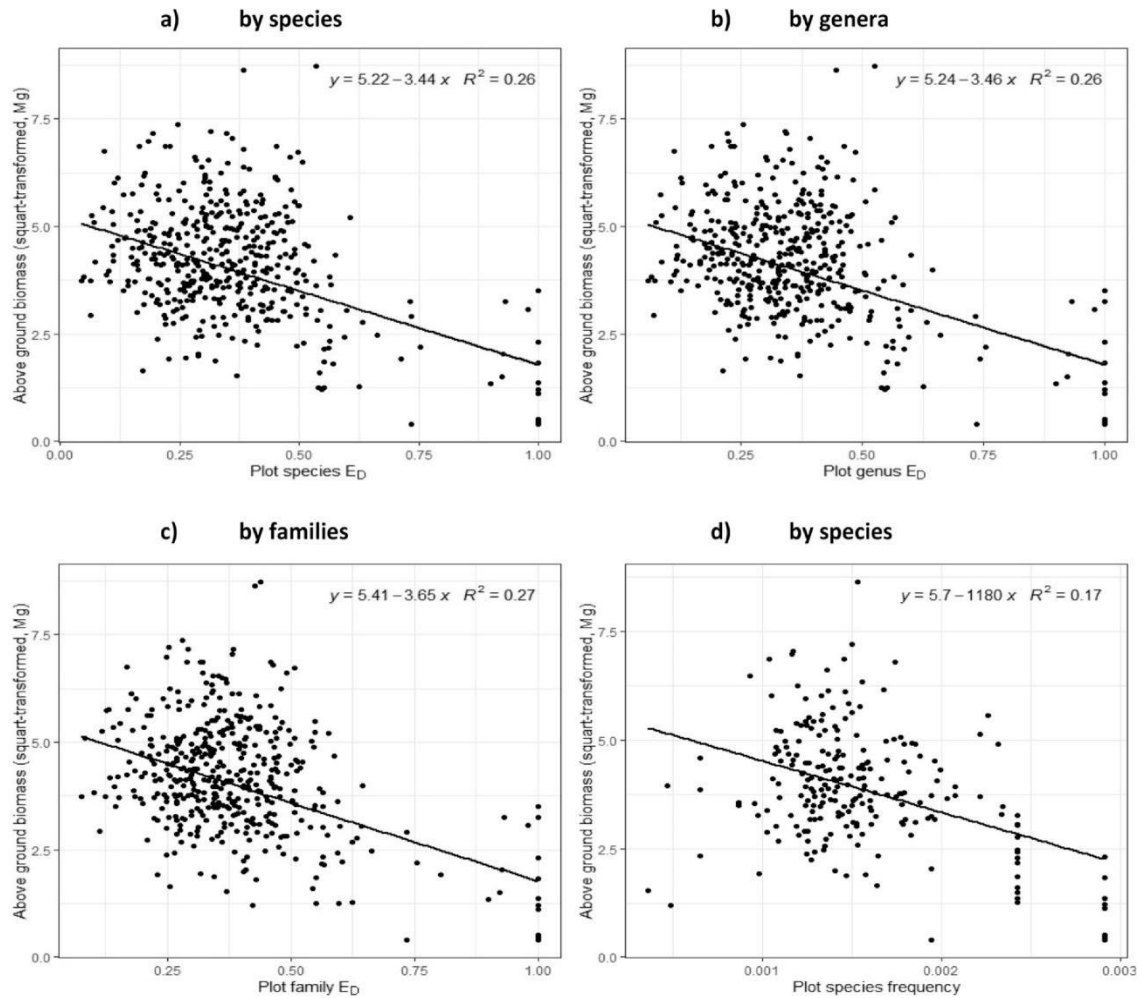 a) by species
y = 5.22 – 3.44 x R² = 0.26
Above ground biomass (squart-transformed, Mg)
7.5
5.0
2.5
0.0
0.00 0.25 0.50 0.75 1.00
Plot species E_D
b) by genera
y = 5.24 – 3.46 x R² = 0.26
Above ground biomass (squart-transformed, Mg)
7.5
5.0
2.5
0.0
0.25 0.50 0.75 1.00
Plot genus E_D
c) by families
y = 5.41 – 3.65 x R² = 0.27
Above ground biomass (squart-transformed, Mg)
7.5
5.0
2.5
0.0
0.25 0.50 0.75 1.00
Plot family E_D
d) by species
y = 5.7 – 1180 x R² = 0.17
Above ground biomass (squart-transformed, Mg)
7.5
5.0
2.5
0.0
0.001 0.002 0.003
Plot species frequency